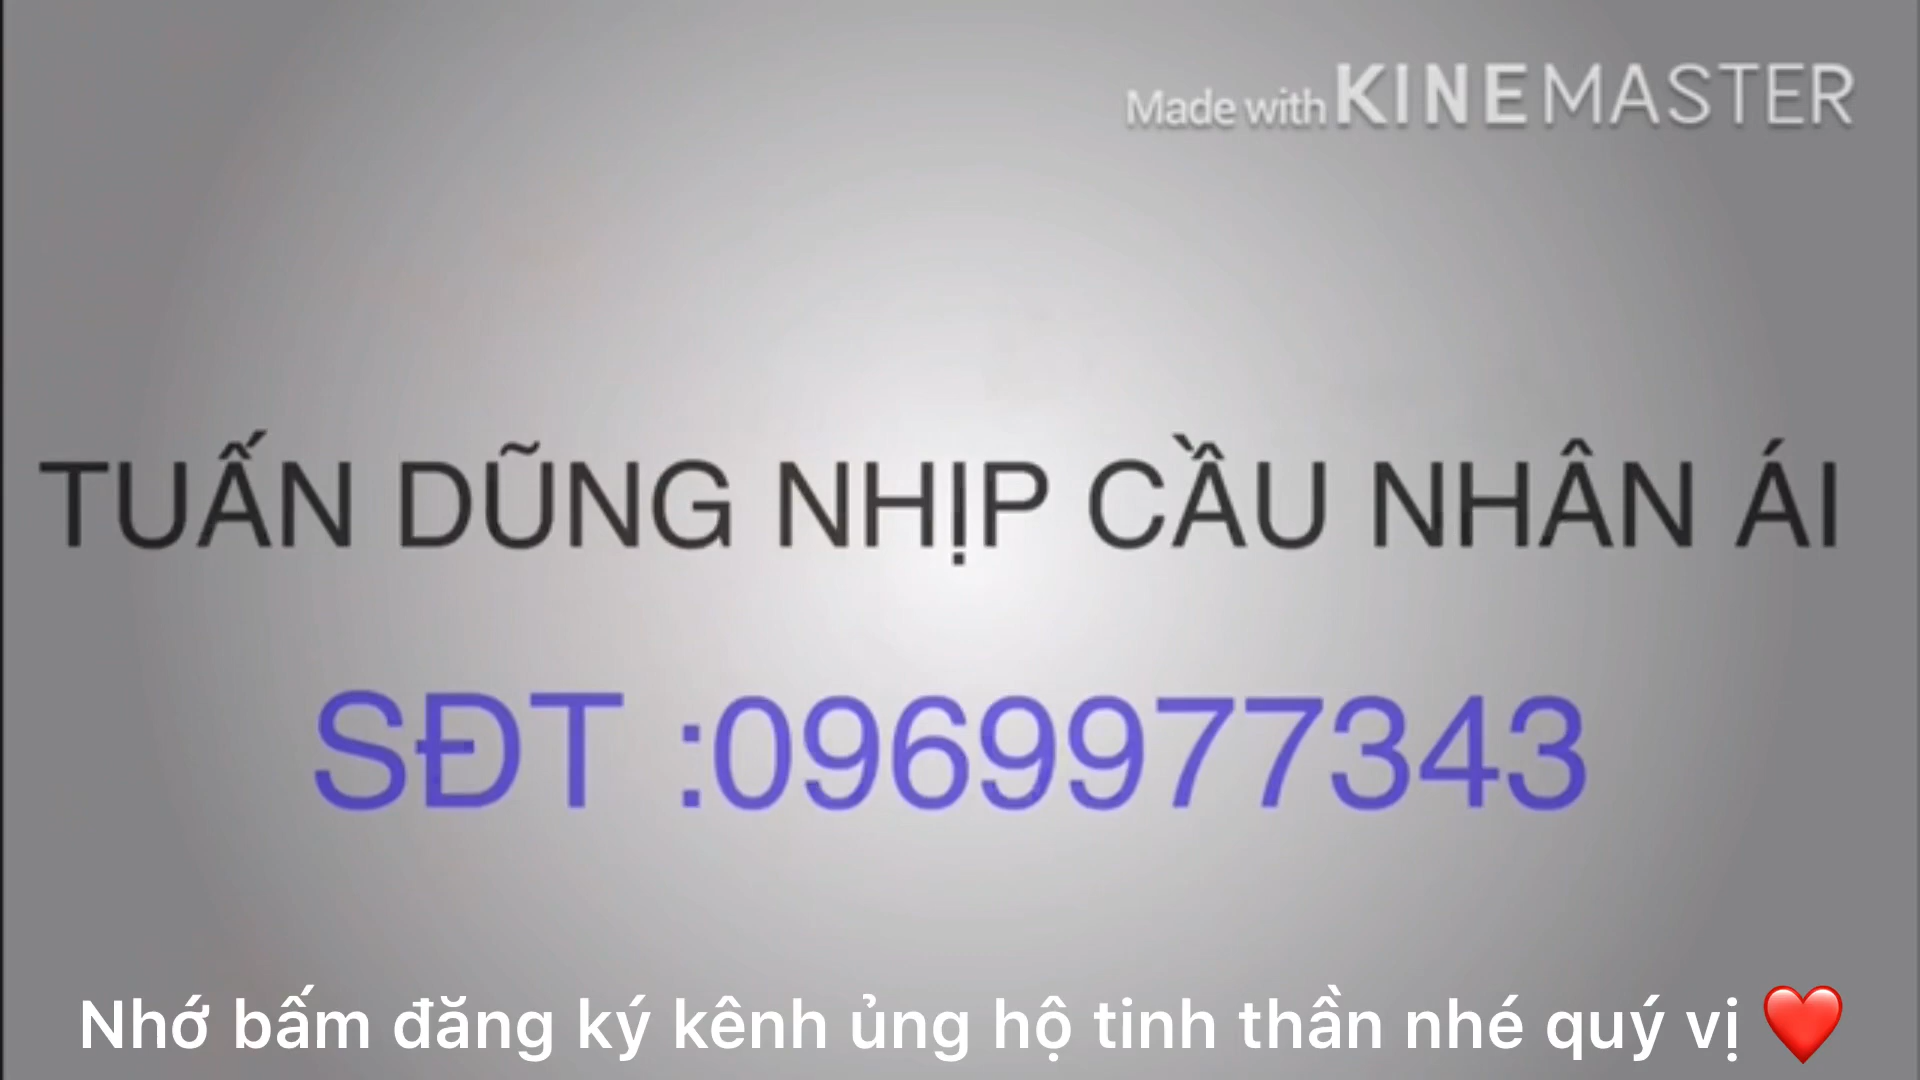 Made with KINEMASTER
TUẤN DŨNG NHỊP CẦU NHÂN ÁI
SĐT :0969977343
Nhớ bấm đăng ký kênh ủng hộ tinh thần nhé quý vị ❤️